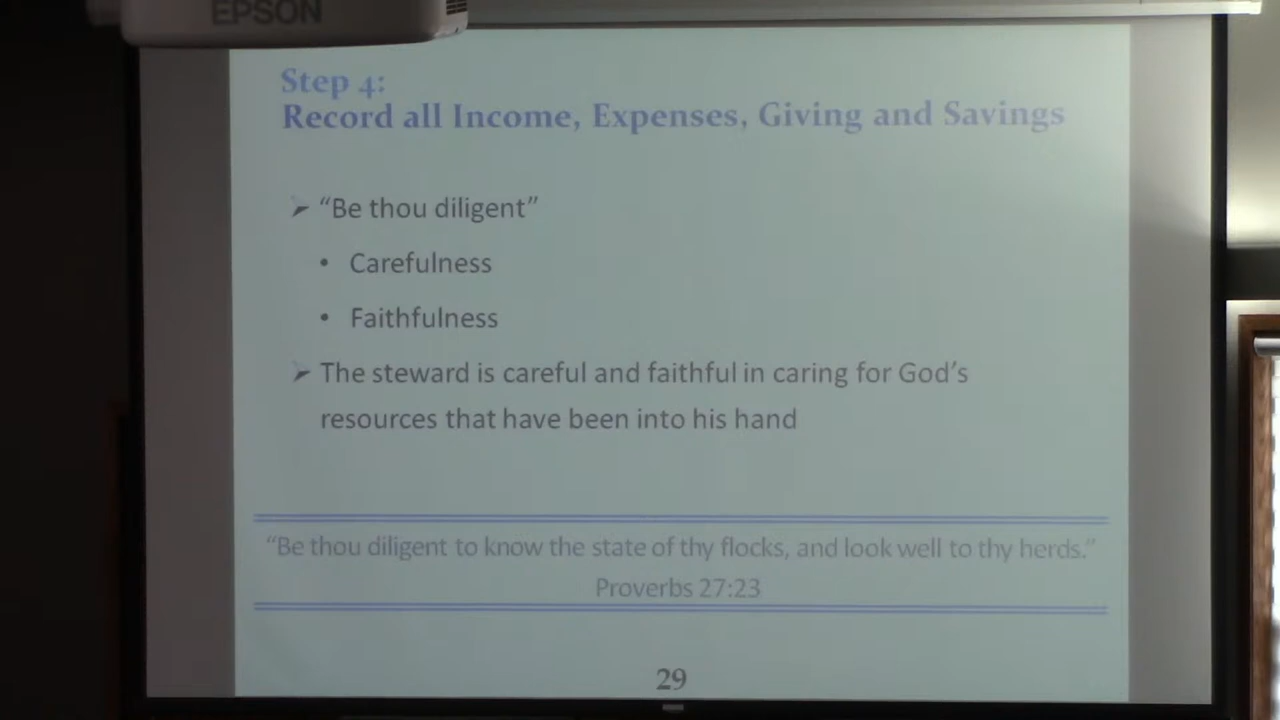 EPSON
Step 4:
Record all Income, Expenses, Giving and Savings
➢ “Be thou diligent”
• Carefulness
• Faithfulness
➢ The steward is careful and faithful in caring for God’s
resources that have been into his hand
“Be thou diligent to know the state of thy flocks, and look well to thy herds.”
Proverbs 27:23
29